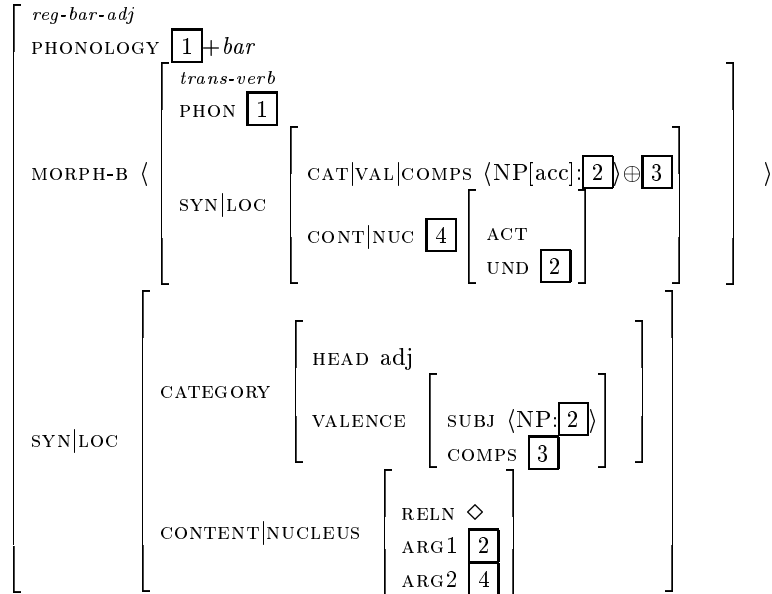 reg-bar-adj
PHONOLOGY 1+bar
trans-verb
PHON 1
MORPH-B ⟨
CAT|VAL|COMPS ⟨NP[acc]:2⟩⊕3
⟩
SYN|LOC
CONT|NUC 4
ACT
UND 2
HEAD adj
CATEGORY
VALENCE
SUBJ ⟨NP:2⟩
COMPS 3
SYN|LOC
RELN ◇
CONTENT|NUCLEUS
ARG1 2
ARG2 4